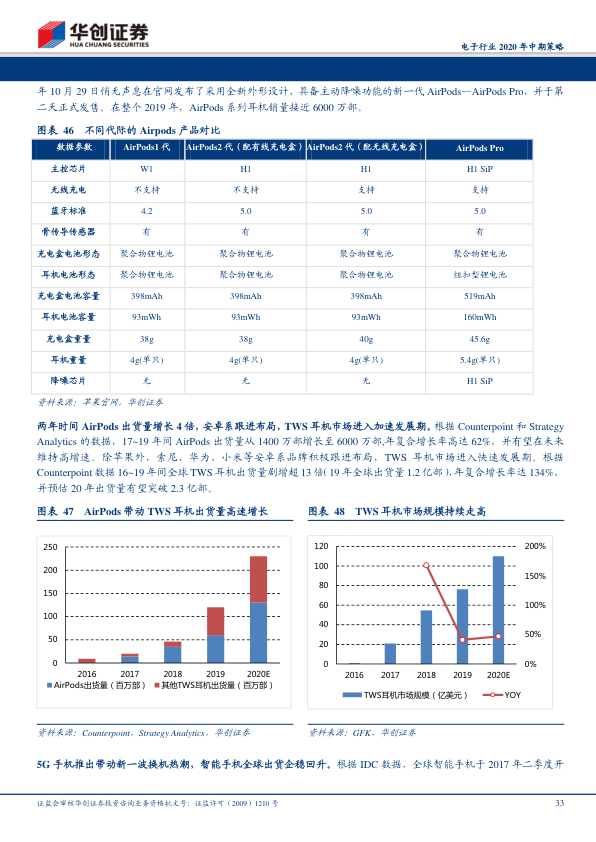 华创证券
HUA CHUANG SECURITIES
电子行业 2020 年中期策略
年 10 月 29 日悄无声息在官网发布了采用全新外形设计，具备主动降噪功能的新一代 AirPods—AirPods Pro，并于第
二天正式发售。在整个 2019 年，AirPods 系列耳机销量接近 6000 万部。
图表 46 不同代际的 Airpods 产品对比
数据参数 AirPods1 代 AirPods2 代（配有线充电盒） AirPods2 代（配无线充电盒） AirPods Pro
主控芯片 W1 H1 H1 H1 SiP
无线充电 不支持 不支持 支持 支持
蓝牙标准 4.2 5.0 5.0 5.0
骨传导传感器 有 有 有 有
充电盒电池形态 聚合物锂电池 聚合物锂电池 聚合物锂电池 聚合物锂电池
耳机电池形态 聚合物锂电池 聚合物锂电池 聚合物锂电池 纽扣型锂电池
充电盒电池容量 398mAh 398mAh 398mAh 519mAh
耳机电池容量 93mWh 93mWh 93mWh 160mWh
充电盒重量 38g 38g 40g 45.6g
耳机重量 4g(单只) 4g(单只) 4g(单只) 5.4g(单只)
降噪芯片 无 无 无 H1 SiP
资料来源：苹果官网，华创证券
两年时间 AirPods 出货量增长 4 倍，安卓系跟进布局，TWS 耳机市场进入加速发展期。根据 Counterpoint 和 Strategy
Analytics 的数据，17~19 年间 AirPods 出货量从 1400 万部增长至 6000 万部,年复合增长率高达 62%，并有望在未来
维持高增速。除苹果外，索尼、华为、小米等安卓系品牌积极跟进布局，TWS 耳机市场进入快速发展期。根据
Counterpoint 数据 16~19 年间全球 TWS 耳机出货量剧增超 13 倍(19 年全球出货量 1.2 亿部),年复合增长率达 134%，
并预估 20 年出货量有望突破 2.3 亿部。
图表 47 AirPods 带动 TWS 耳机出货量高速增长
250
200
150
100
50
0
2016 2017 2018 2019 2020E
AirPods出货量（百万部） 其他TWS耳机出货量（百万部）
资料来源：Counterpoint，Strategy Analytics，华创证券
图表 48 TWS 耳机市场规模持续走高
120 200%
100 150%
80
60 100%
40 50%
20
0 0%
2016 2017 2018 2019 2020E
TWS耳机市场规模（亿美元） YOY
资料来源：GFK，华创证券
5G 手机推出带动新一波换机热潮，智能手机全球出货企稳回升。根据 IDC 数据，全球智能手机于 2017 年二季度开
证监会审核华创证券投资咨询业务资格批文号：证监许可（2009）1210 号 33